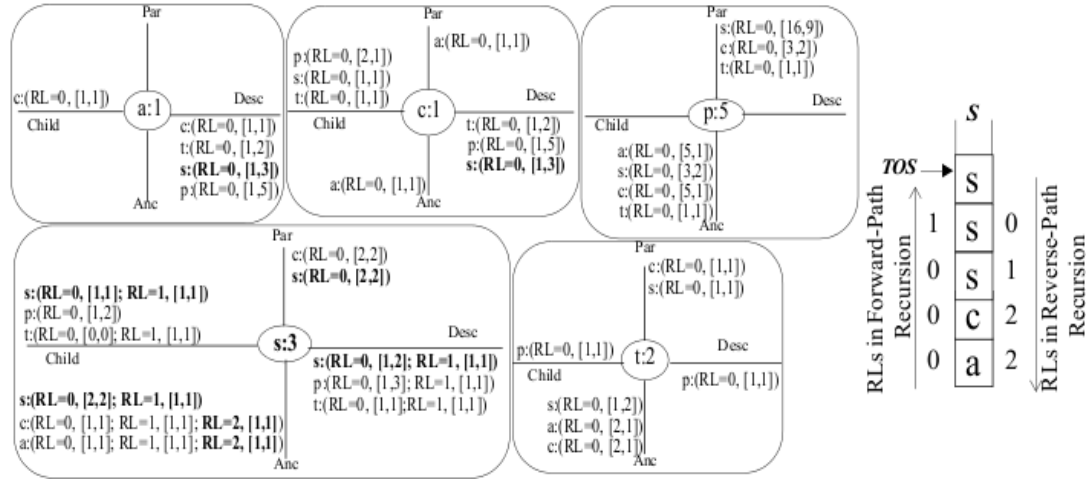 Par
c:(RL=0, [1,1])
a:1
Child
Desc
c:(RL=0, [1,1])
t:(RL=0, [1,2])
s:(RL=0, [1,3])
p:(RL=0, [1,5])
Anc
Par
a:(RL=0, [1,1])
p:(RL=0, [2,1])
s:(RL=0, [1,1])
t:(RL=0, [1,1])
c:1
Child
Desc
t:(RL=0, [1,2])
p:(RL=0, [1,5])
s:(RL=0, [1,3])
a:(RL=0, [1,1])
Anc
Par
s:(RL=0, [16,9])
c:(RL=0, [3,2])
t:(RL=0, [1,1])
p:5
Child
Desc
a:(RL=0, [5,1])
s:(RL=0, [3,2])
c:(RL=0, [5,1])
t:(RL=0, [1,1])
Anc
Par
c:(RL=0, [2,2])
s:(RL=0, [2,2])
s:(RL=0, [1,1]; RL=1, [1,1])
p:(RL=0, [1,2])
t:(RL=0, [0,0]; RL=1, [1,1])
s:3
Child
Desc
s:(RL=0, [1,2]; RL=1, [1,1])
p:(RL=0, [1,3]; RL=1, [1,1])
t:(RL=0, [1,1];RL=1, [1,1])
s:(RL=0, [2,2]; RL=1, [1,1])
c:(RL=0, [1,1]; RL=1, [1,1]; RL=2, [1,1])
a:(RL=0, [1,1]; RL=1, [1,1]; RL=2, [1,1])
Anc
Par
c:(RL=0, [1,1])
s:(RL=0, [1,1])
p:(RL=0, [1,1])
t:2
Child
Desc
p:(RL=0, [1,1])
s:(RL=0, [1,2])
a:(RL=0, [2,1])
c:(RL=0, [2,1])
Anc
S
TOS
s
1 s 0
0 s 1
0 c 2
0 a 2
RLs in Forward-Path
Recursion
RLs in Reverse-Path
Recursion